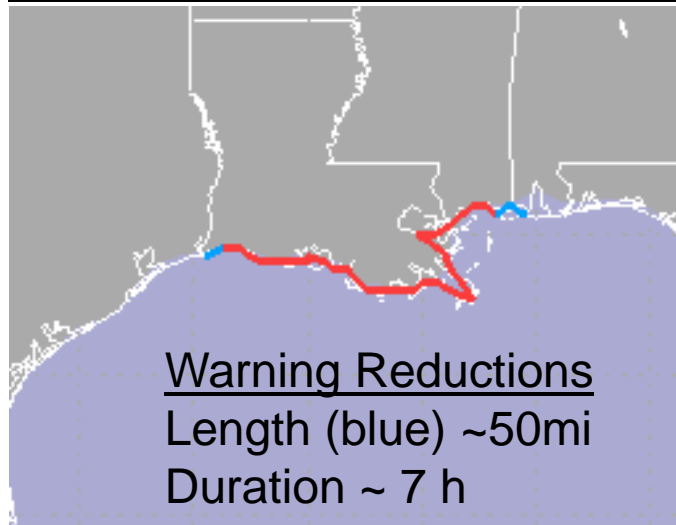 Warning Reductions
Length (blue) ~50mi
Duration ~ 7 h